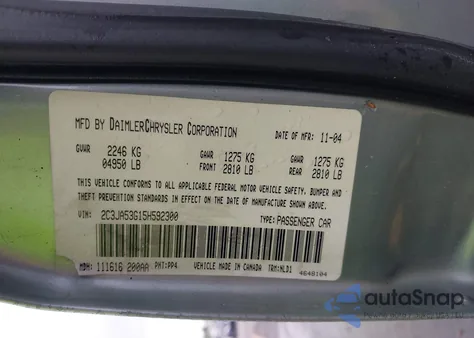 MFD BY DAIMLERCHRYSLER CORPORATION DATE OF MFR: 11-04
GVWR 2246 KG GAWR 1275 KG GAWR 1275 KG
04950 LB FRONT 2810 LB REAR 2810 LB
THIS VEHICLE CONFORMS TO ALL APPLICABLE FEDERAL MOTOR VEHICLE SAFETY, BUMPER AND
THEFT PREVENTION STANDARDS IN EFFECT ON THE DATE OF MANUFACTURE SHOWN ABOVE.
VIN: 2C3JA53G15H592300 TYPE: PASSENGER CAR
MDH: 111616 200AA PNT: PP4 VEHICLE MADE IN CANADA TRM: NLD1
4648104
autoSnap